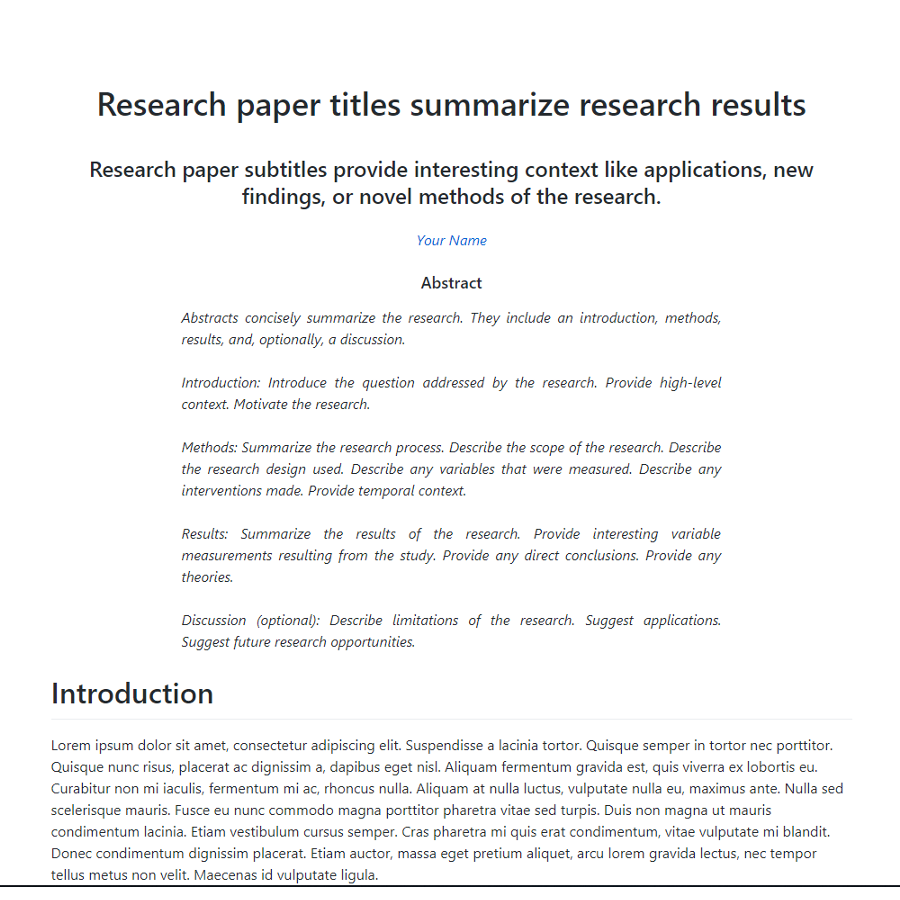 Research paper titles summarize research results
Research paper subtitles provide interesting context like applications, new
findings, or novel methods of the research.
Your Name
Abstract
Abstracts concisely summarize the research. They include an introduction, methods,
results, and, optionally, a discussion.
Introduction: Introduce the question addressed by the research. Provide high-level
context. Motivate the research.
Methods: Summarize the research process. Describe the scope of the research. Describe
the research design used. Describe any variables that were measured. Describe any
interventions made. Provide temporal context.
Results: Summarize the results of the research. Provide interesting variable
measurements resulting from the study. Provide any direct conclusions. Provide any
theories.
Discussion (optional): Describe limitations of the research. Suggest applications.
Suggest future research opportunities.
Introduction
Lorem ipsum dolor sit amet, consectetur adipiscing elit. Suspendisse a lacinia tortor. Quisque semper in tortor nec porttitor.
Quisque nunc risus, placerat ac dignissim a, dapibus eget nisl. Aliquam fermentum gravida est, quis viverra ex lobortis eu.
Curabitur non mi iaculis, fermentum mi ac, rhoncus nulla. Aliquam at nulla luctus, vulputate nulla eu, maximus ante. Nulla sed
scelerisque mauris. Fusce eu nunc commodo magna porttitor pharetra vitae sed turpis. Duis non magna ut mauris
condimentum lacinia. Etiam vestibulum cursus semper. Cras pharetra mi quis erat condimentum, vitae vulputate mi blandit.
Donec condimentum dignissim placerat. Etiam auctor, massa eget pretium aliquet, arcu lorem gravida lectus, nec tempor
tellus metus non velit. Maecenas id vulputate ligula.